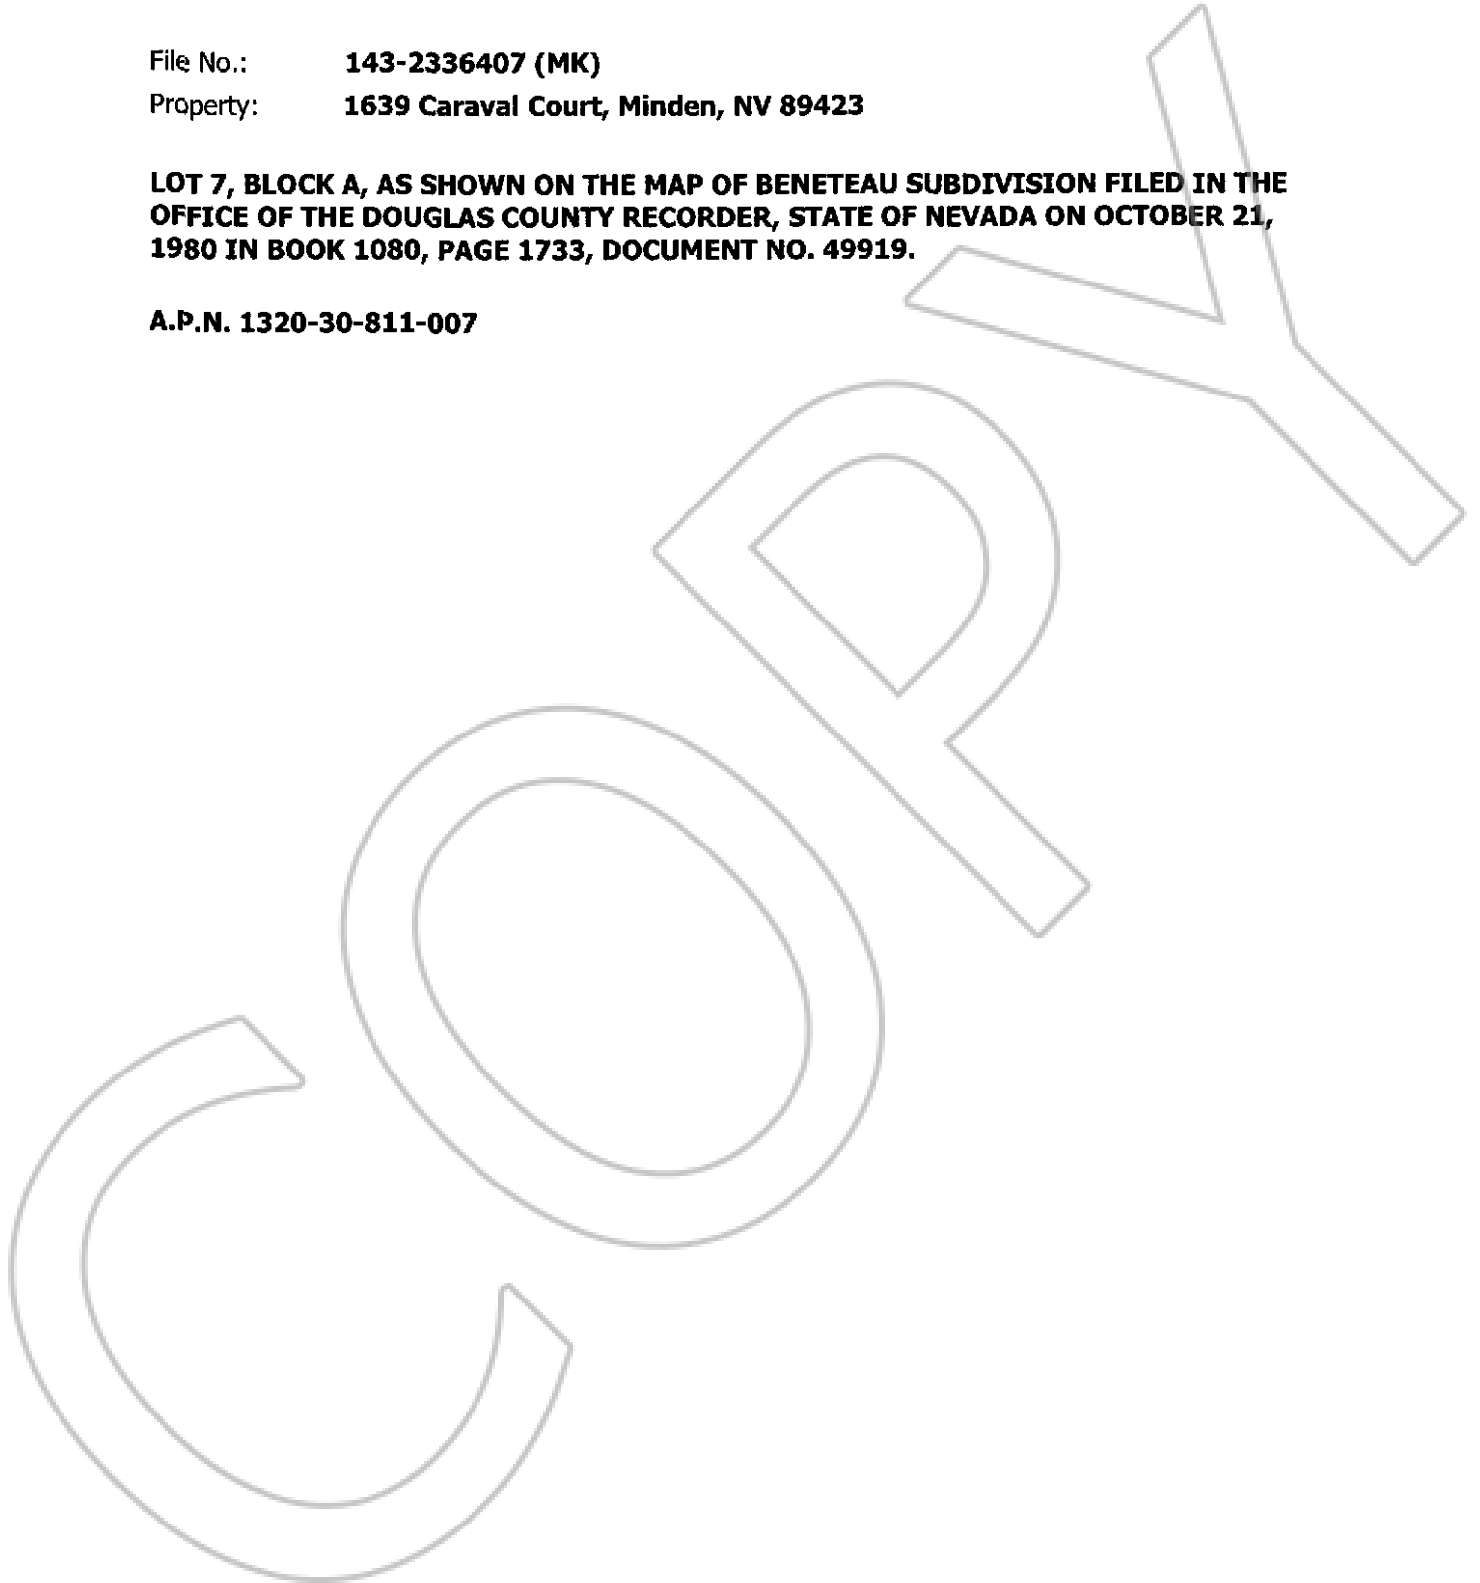 File No.: 143-2336407 (MK)
Property: 1639 Caraval Court, Minden, NV 89423
LOT 7, BLOCK A, AS SHOWN ON THE MAP OF BENETEAU SUBDIVISION FILED IN THE
OFFICE OF THE DOUGLAS COUNTY RECORDER, STATE OF NEVADA ON OCTOBER 21,
1980 IN BOOK 1080, PAGE 1733, DOCUMENT NO. 49919.
A.P.N. 1320-30-811-007
COPY